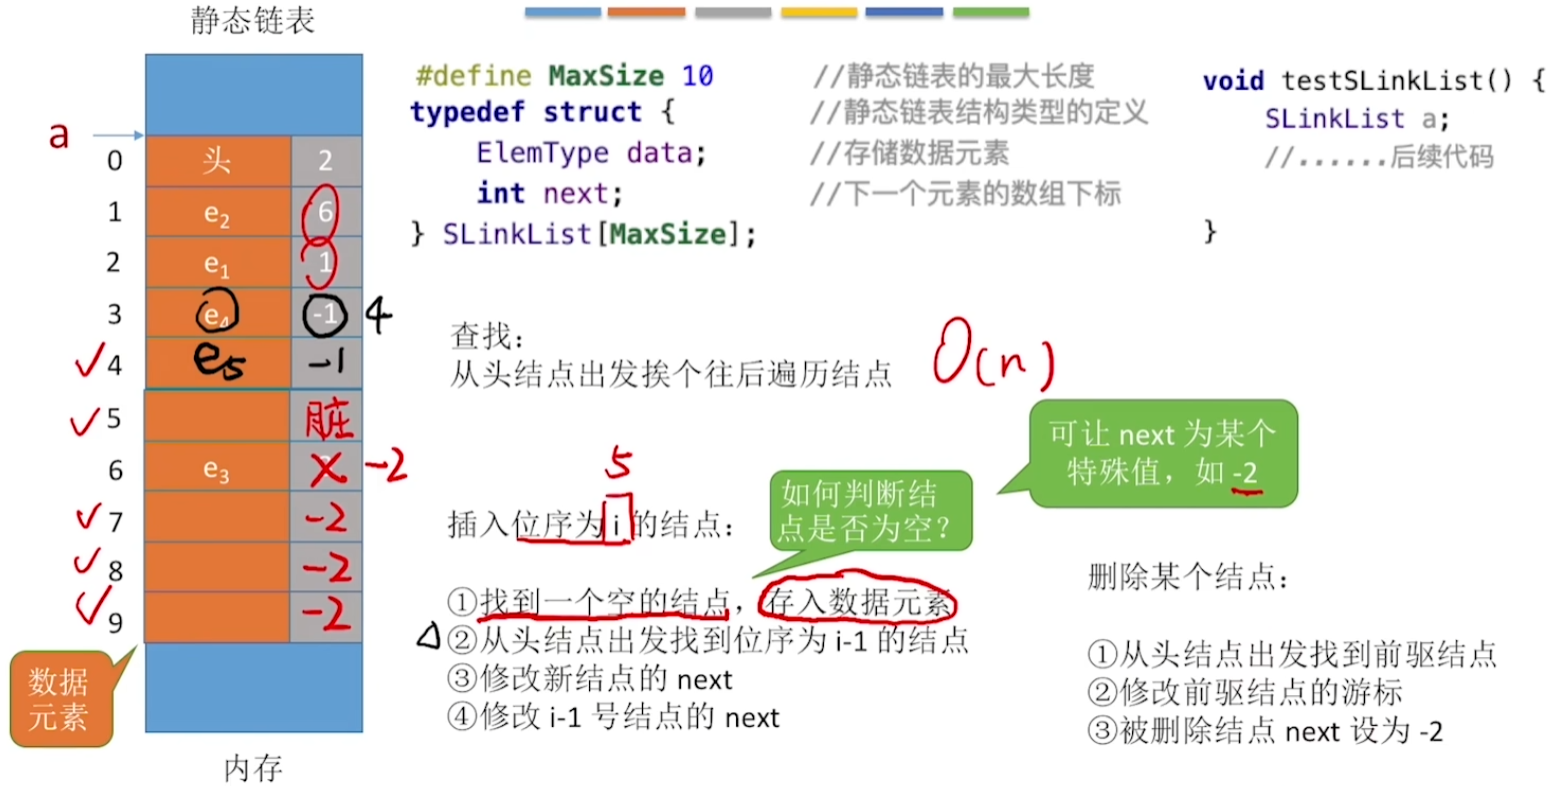 静态链表
a
0 头 2
1 e₂ 6
2 e₁ 1
3 e₄ -1 4
✓ 4 e₅ -1
✓ 5 脏
6 e₃ × -2
✓ 7 -2
✓ 8 -2
✓ 9 -2
数据
元素
内存
#define MaxSize 10 //静态链表的最大长度
typedef struct { //静态链表结构类型的定义
ElemType data; //存储数据元素
int next; //下一个元素的数组下标
} SLinkList[MaxSize];
void testSLinkList() {
SLinkList a;
//......后续代码
}
查找：
从头结点出发挨个往后遍历结点
O(n)
可让 next 为某个
特殊值，如 -2
如何判断结
点是否为空？
5
插入位序为 i 的结点：
①找到一个空的结点，存入数据元素
△②从头结点出发找到位序为 i-1 的结点
③修改新结点的 next
④修改 i-1 号结点的 next
删除某个结点：
①从头结点出发找到前驱结点
②修改前驱结点的游标
③被删除结点 next 设为 -2